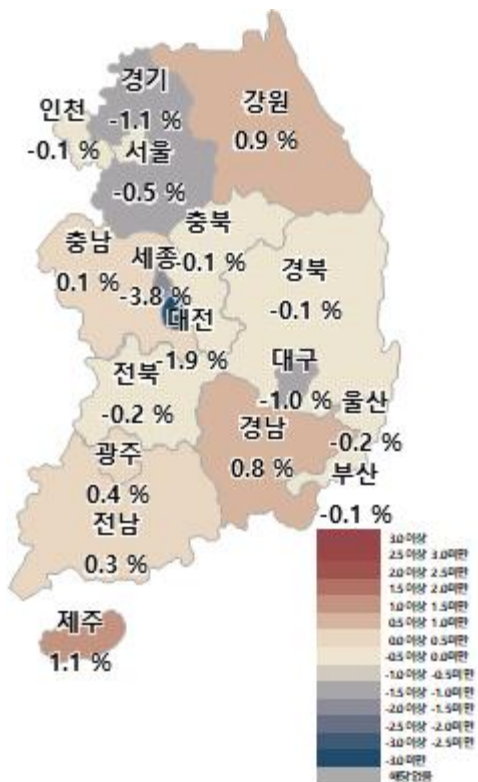 경기
-1.1 %
인천
-0.1 %
서울
-0.5 %
강원
0.9 %
충북
-0.1 %
충남
0.1 %
세종
-3.8 %
대전
-1.9 %
경북
-0.1 %
대구
-1.0 %
전북
-0.2 %
울산
-0.2 %
경남
0.8 %
부산
-0.1 %
광주
0.4 %
전남
0.3 %
제주
1.1 %
3.0이상
2.5이상 3.0미만
2.0이상 2.5미만
1.5이상 2.0미만
1.0이상 1.5미만
0.5이상 1.0미만
0.0이상 0.5미만
-0.5이상 0.0미만
-1.0이상 -0.5미만
-1.5이상 -1.0미만
-2.0이상 -1.5미만
-2.5이상 -2.0미만
-3.0이상 -2.5미만
-3.0미만
해당없음